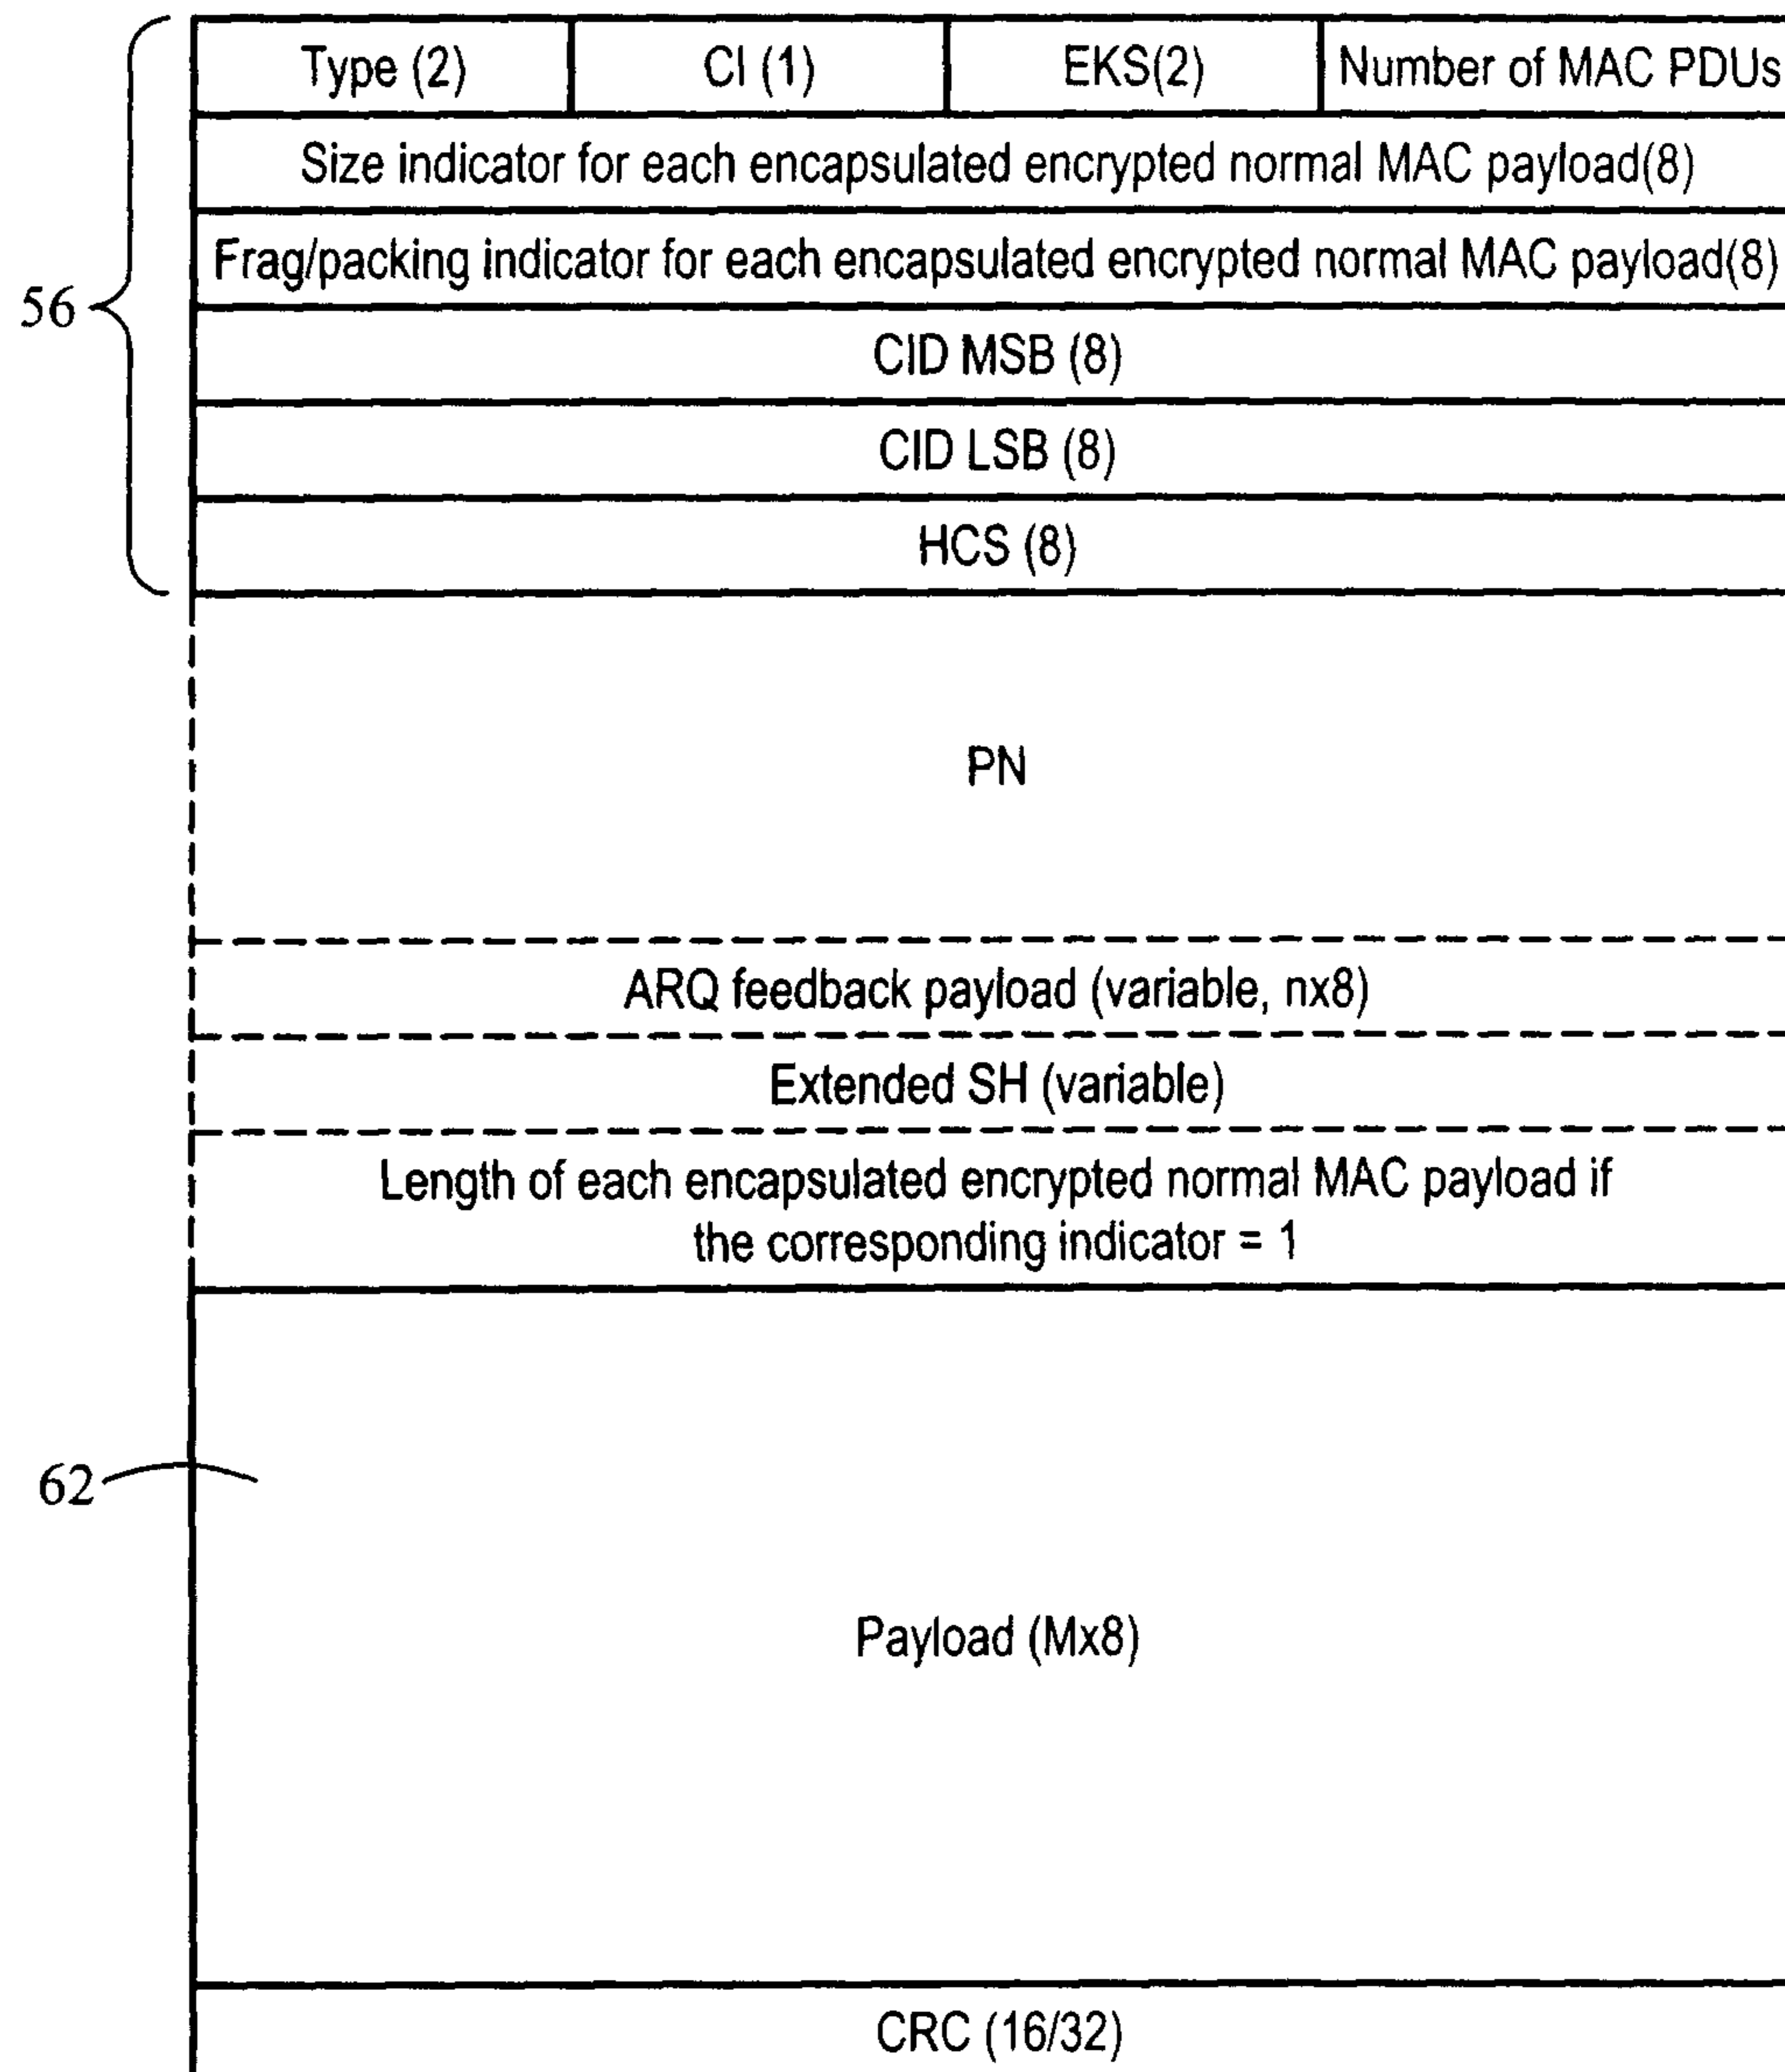 Type (2) CI (1) EKS(2) Number of MAC PDUs
Size indicator for each encapsulated encrypted normal MAC payload(8)
Frag/packing indicator for each encapsulated encrypted normal MAC payload(8)
56
CID MSB (8)
CID LSB (8)
HCS (8)
PN
ARQ feedback payload (variable, nx8)
Extended SH (variable)
Length of each encapsulated encrypted normal MAC payload if
the corresponding indicator = 1
62
Payload (Mx8)
CRC (16/32)